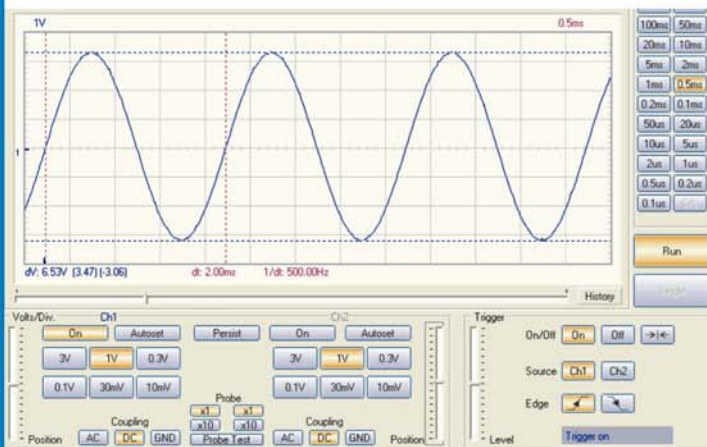 1V 0.5ms
100ms 50ms
20ms 10ms
5ms 2ms
1ms 0.5ms
0.2ms 0.1ms
50us 20us
10us 5us
2us 1us
0.5us 0.2us
0.1us
1
dV: 6.53V (3.47) (-3.06) dt: 2.00ms 1/dt: 500.00Hz
Run
History
Volts/Div. Ch1 Ch2 Trigger
On Autoset Persist On Autoset On/Off On Off
3V 1V 0.3V 3V 1V 0.3V
Source Ch1 Ch2
0.1V 30mV 10mV 0.1V 30mV 10mV
Probe
x1 x1
Edge
Coupling x10 x10 Coupling
Position AC DC GND Probe Test AC DC GND Position Level Trigger on